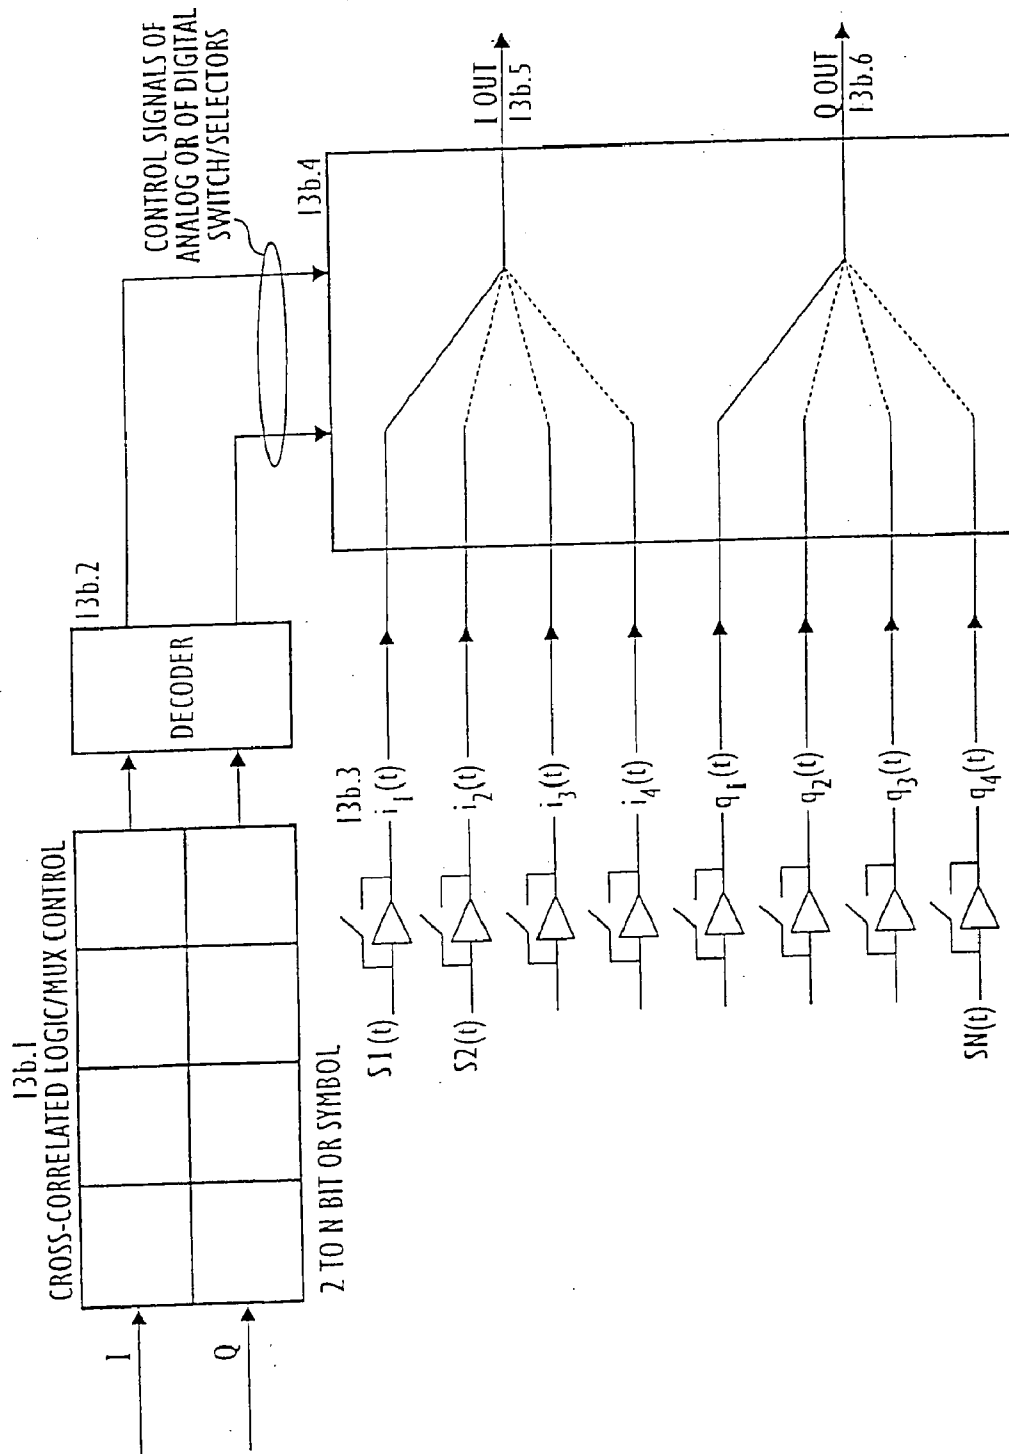 13b.1
CROSS-CORRELATED LOGIC/MUX CONTROL
I
Q
2 TO N BIT OR SYMBOL
13b.2
DECODER
CONTROL SIGNALS OF
ANALOG OR OF DIGITAL
SWITCH/SELECTORS
13b.4
13b.3
S1(t)
i1(t)
S2(t)
i2(t)
i3(t)
i4(t)
q1(t)
q2(t)
q3(t)
SN(t)
q4(t)
I OUT
13b.5
Q OUT
13b.6